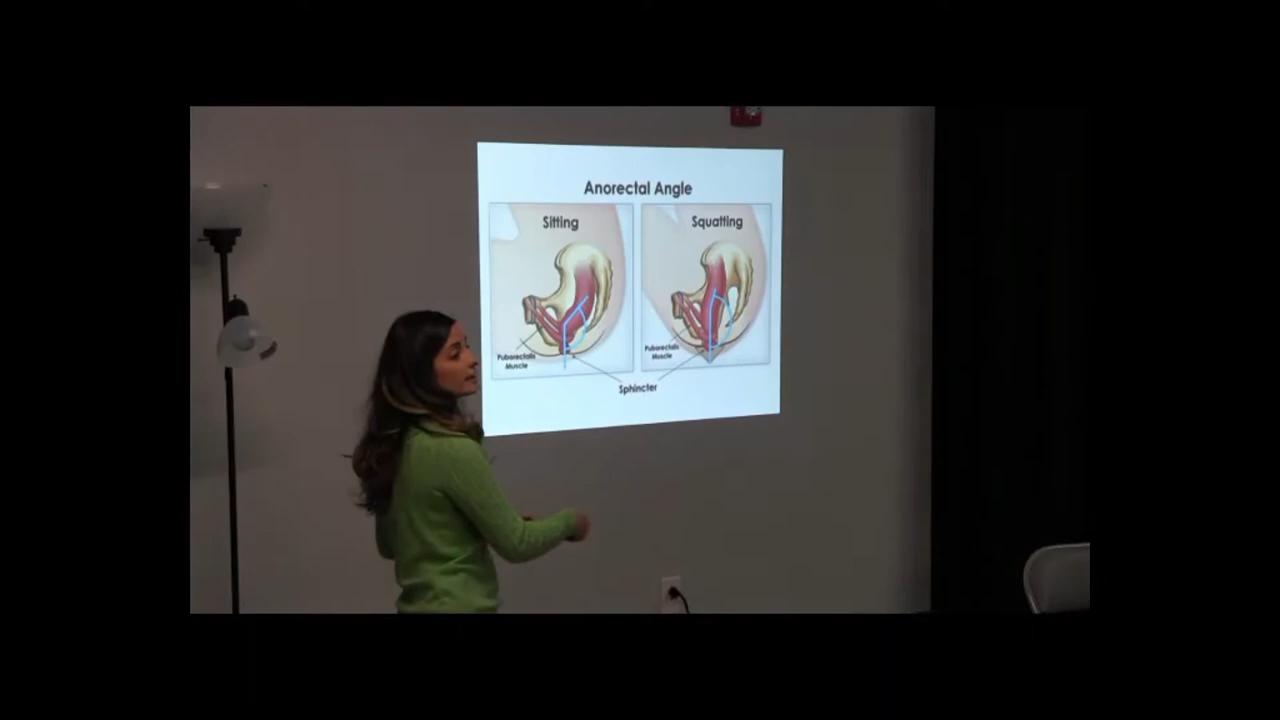 Anorectal Angle
Sitting
Squatting
Puborectalis
Muscle
Puborectalis
Muscle
Sphincter